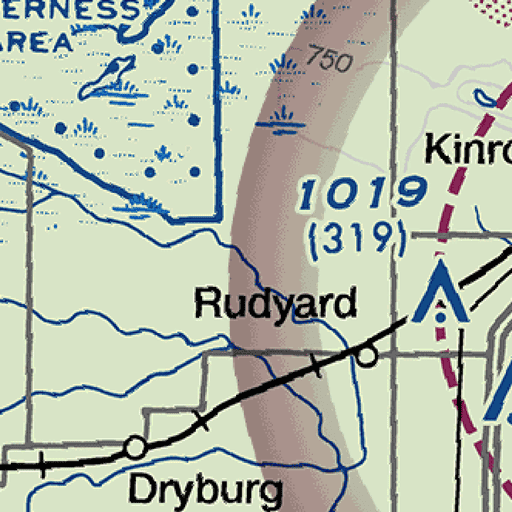 ERNESS
AREA
750
Kinro
1019
(319)
Rudyard
Dryburg